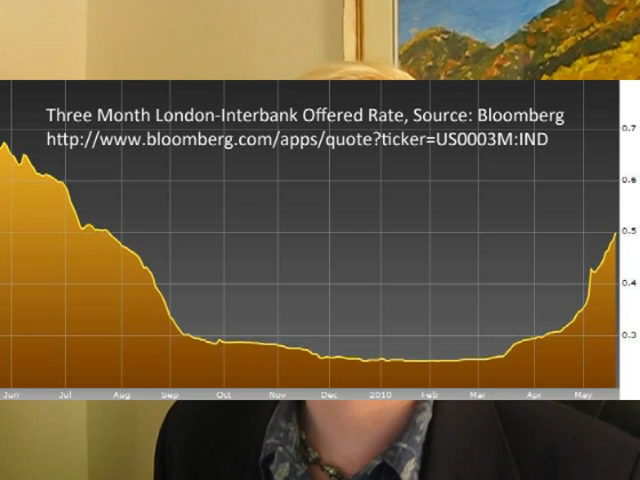 Three Month London-Interbank Offered Rate, Source: Bloomberg
http://www.bloomberg.com/apps/quote?ticker=US0003M:IND
0.7
0.6
0.5
0.4
0.3
Jun Jul Aug Sep Oct Nov Dec 2010 Feb Mar Apr May